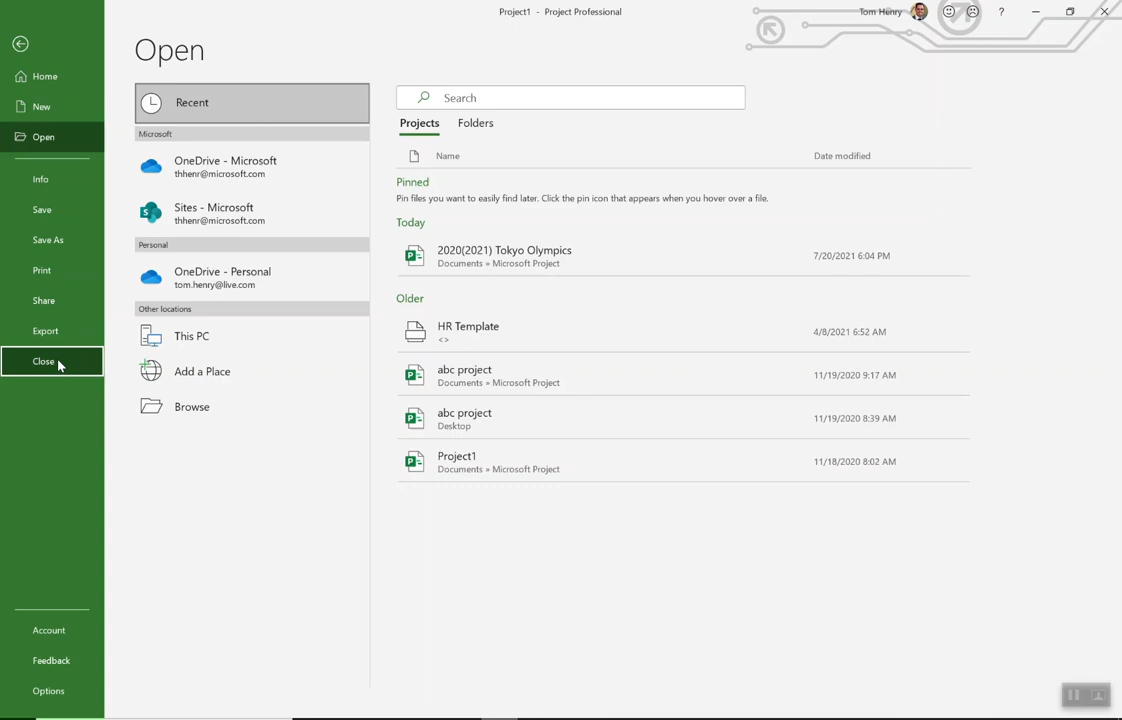 Project1 - Project Professional
Tom Henry
?
Home
New
Open
Info
Save
Save As
Print
Share
Export
Close
Account
Feedback
Options
Open
Recent
Microsoft
OneDrive - Microsoft
thhenr@microsoft.com
Sites - Microsoft
thhenr@microsoft.com
Personal
OneDrive - Personal
tom.henry@live.com
Other locations
This PC
Add a Place
Browse
Search
Projects Folders
Name Date modified
Pinned
Pin files you want to easily find later. Click the pin icon that appears when you hover over a file.
Today
2020(2021) Tokyo Olympics 7/20/2021 6:04 PM
Documents » Microsoft Project
Older
HR Template 4/8/2021 6:52 AM
<>
abc project 11/19/2020 9:17 AM
Documents » Microsoft Project
abc project 11/19/2020 8:39 AM
Desktop
Project1 11/18/2020 8:02 AM
Documents » Microsoft Project